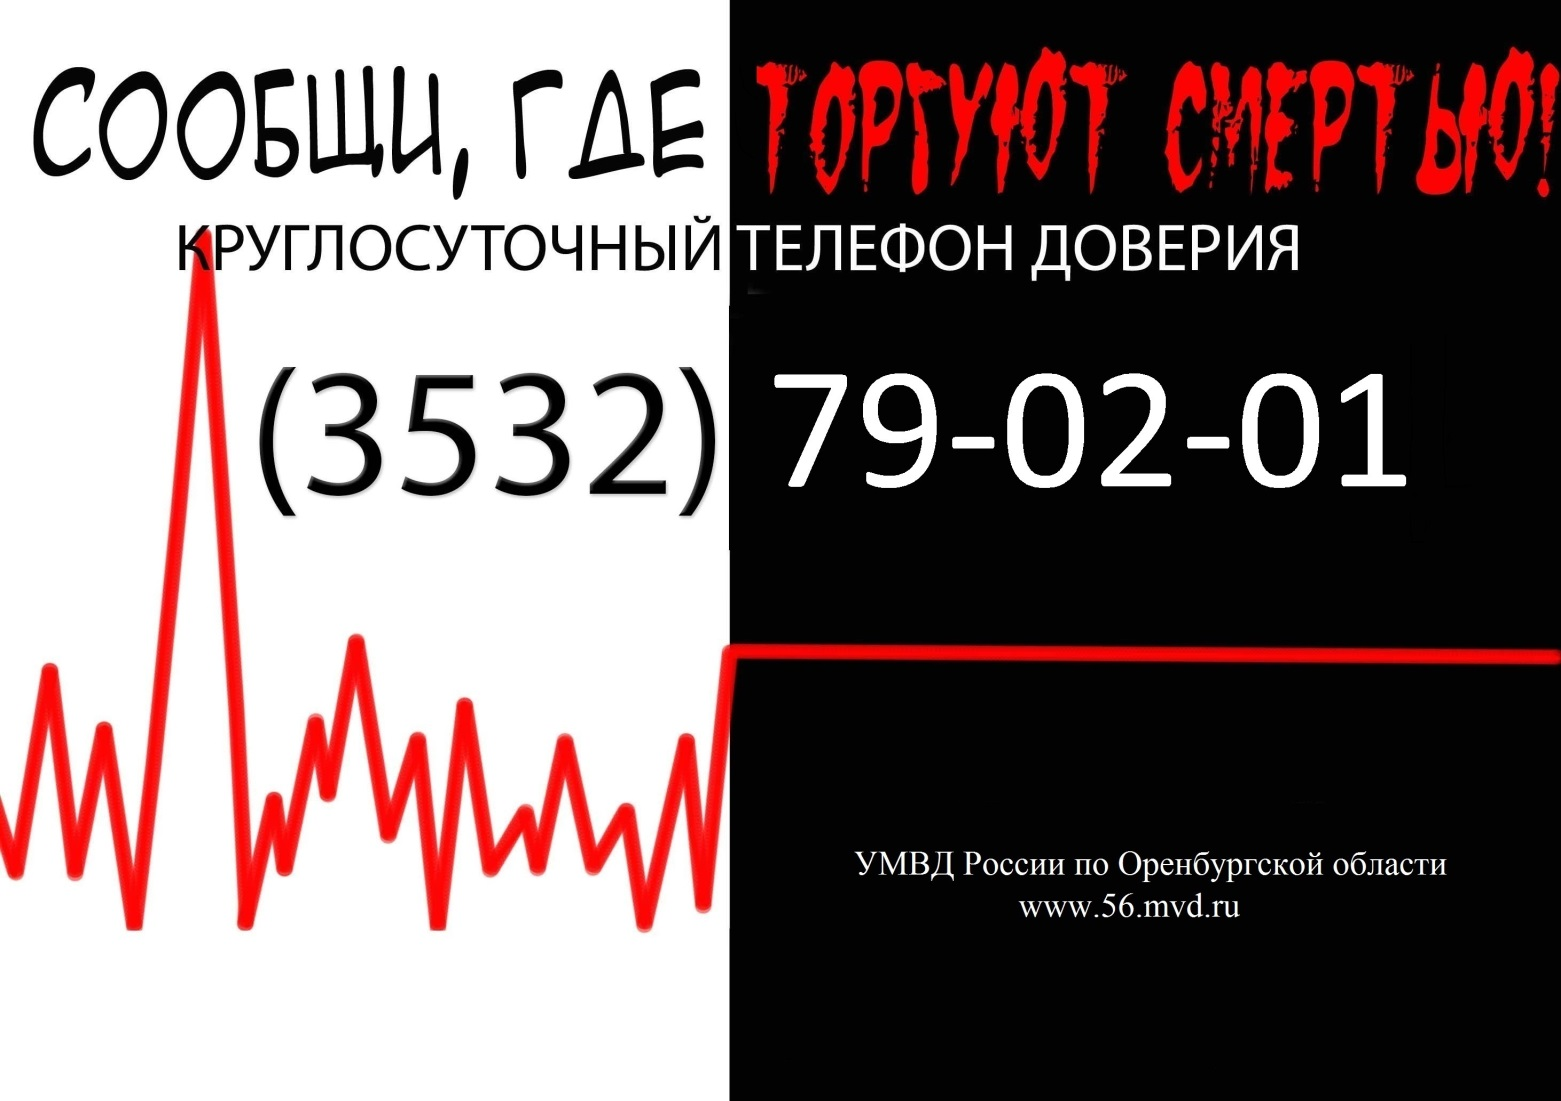 СООБЩИ, ГДЕ ТОРГУЮТ СМЕРТЬЮ!
КРУГЛОСУТОЧНЫЙ ТЕЛЕФОН ДОВЕРИЯ
(3532) 79-02-01
УМВД России по Оренбургской области
www.56.mvd.ru